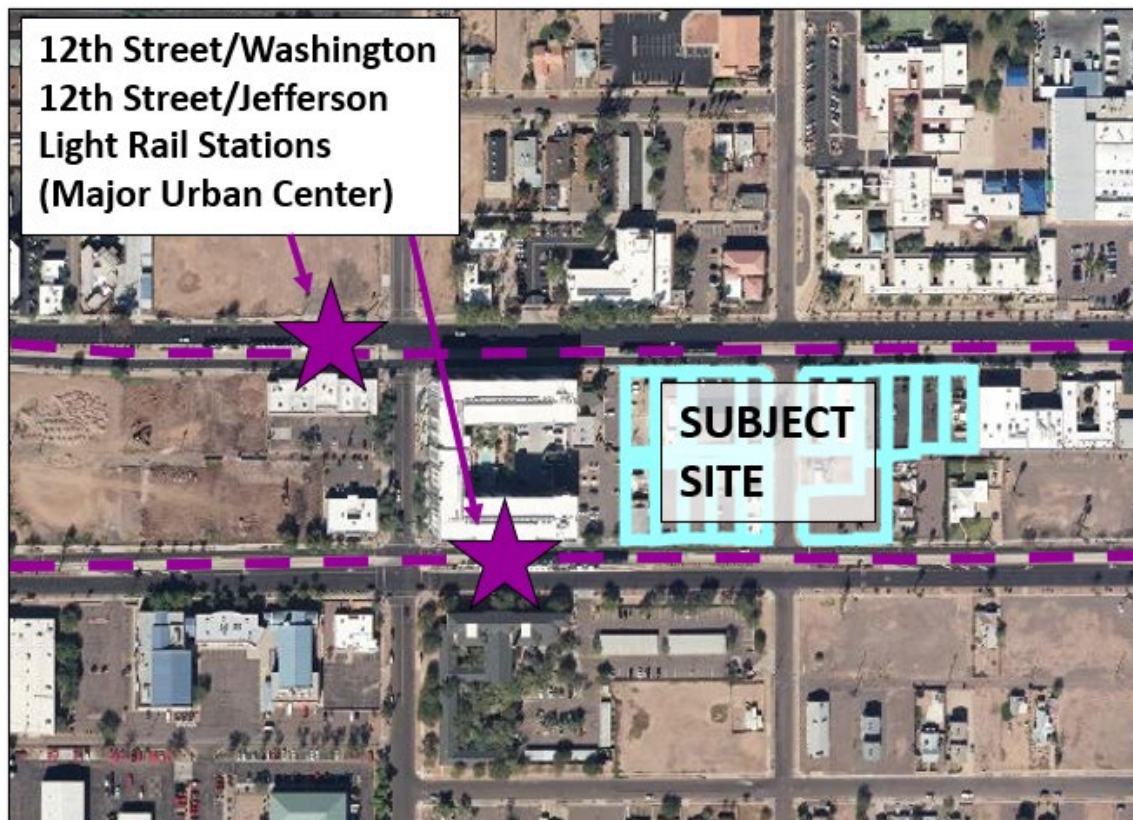 12th Street/Washington
12th Street/Jefferson
Light Rail Stations
(Major Urban Center)
SUBJECT
SITE